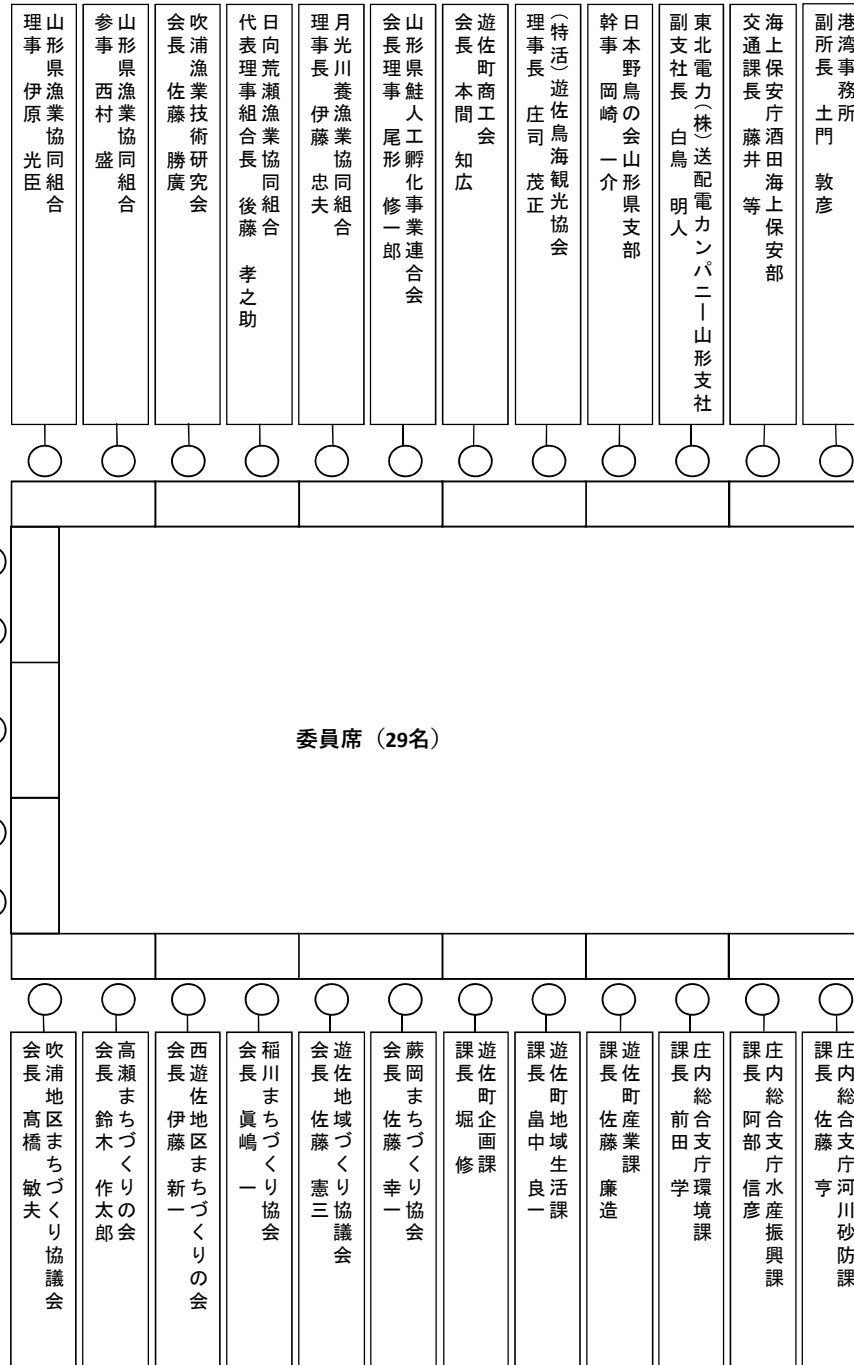 港湾事務所
副所長 土門 敦彦
海上保安庁酒田海上保安部
交通課長 藤井 等
東北電力(株)送配電カンパニー山形支社
副支社長 白鳥 明人
日本野鳥の会山形県支部
幹事 岡崎 一介
(特活)遊佐鳥海観光協会
理事長 庄司 茂正
遊佐町商工会
会長 本間 知広
山形県鮭人工孵化事業連合会
会長理事 尾形 修一郎
月光川養漁業協同組合
理事長 伊藤 忠夫
日向荒瀬漁業協同組合
代表理事組合長 後藤 孝之助
吹浦漁業技術研究会
会長 佐藤 勝廣
山形県漁業協同組合
参事 西村 盛
山形県漁業協同組合
理事 伊原 光臣
委員席（29名）
庄内総合支庁河川砂防課
課長 佐藤 亨
庄内総合支庁水産振興課
課長 阿部 信彦
庄内総合支庁環境課
課長 前田 学
遊佐町産業課
課長 佐藤 廉造
遊佐町地域生活課
課長 畠中 良一
遊佐町企画課
課長 堀 修
蕨岡まちづくり協会
会長 佐藤 幸一
遊佐地域づくり協議会
会長 佐藤 憲三
稲川まちづくり協会
会長 眞嶋 一
西遊佐地区まちづくりの会
会長 伊藤 新一
高瀬まちづくりの会
会長 鈴木 作太郎
吹浦地区まちづくり協議会
会長 髙橋 敏夫